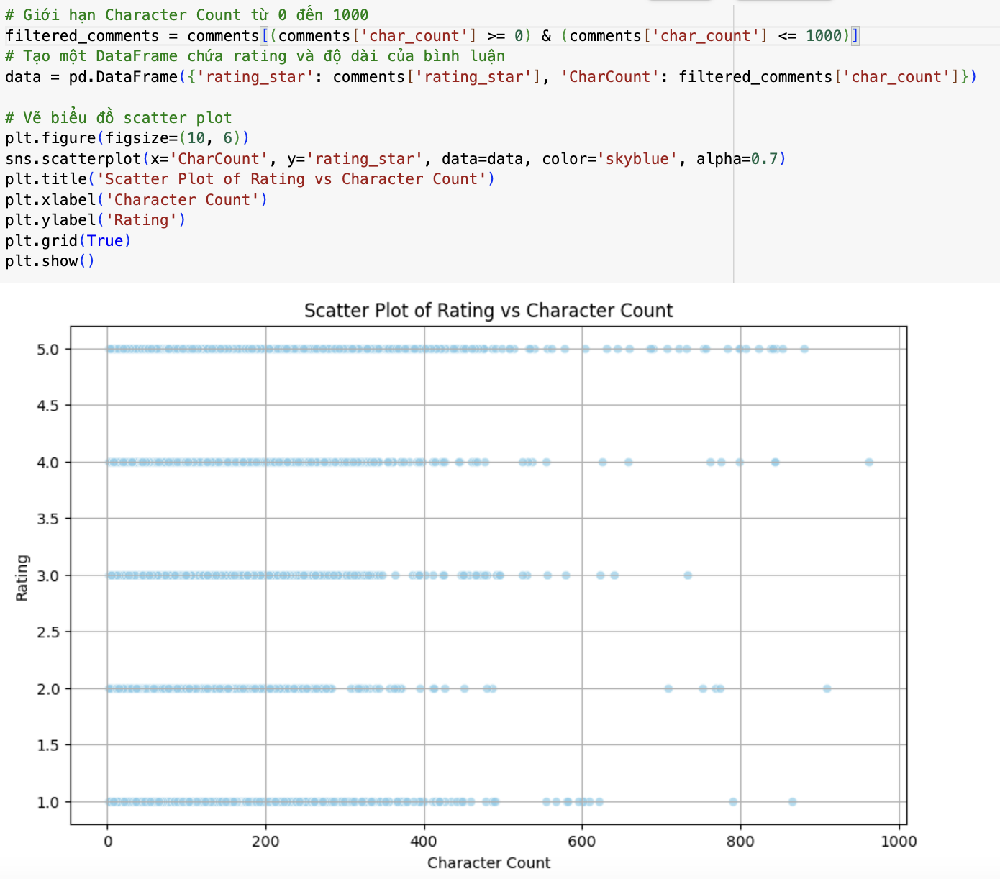 # Giới hạn Character Count từ 0 đến 1000
filtered_comments = comments[(comments['char_count'] >= 0) & (comments['char_count'] <= 1000)]
# Tạo một DataFrame chứa rating và độ dài của bình luận
data = pd.DataFrame({'rating_star': comments['rating_star'], 'CharCount': filtered_comments['char_count']})
# Vẽ biểu đồ scatter plot
plt.figure(figsize=(10, 6))
sns.scatterplot(x='CharCount', y='rating_star', data=data, color='skyblue', alpha=0.7)
plt.title('Scatter Plot of Rating vs Character Count')
plt.xlabel('Character Count')
plt.ylabel('Rating')
plt.grid(True)
plt.show()
Scatter Plot of Rating vs Character Count
5.0
4.5
4.0
3.5
3.0
2.5
2.0
1.5
1.0
Rating
0 200 400 600 800 1000
Character Count